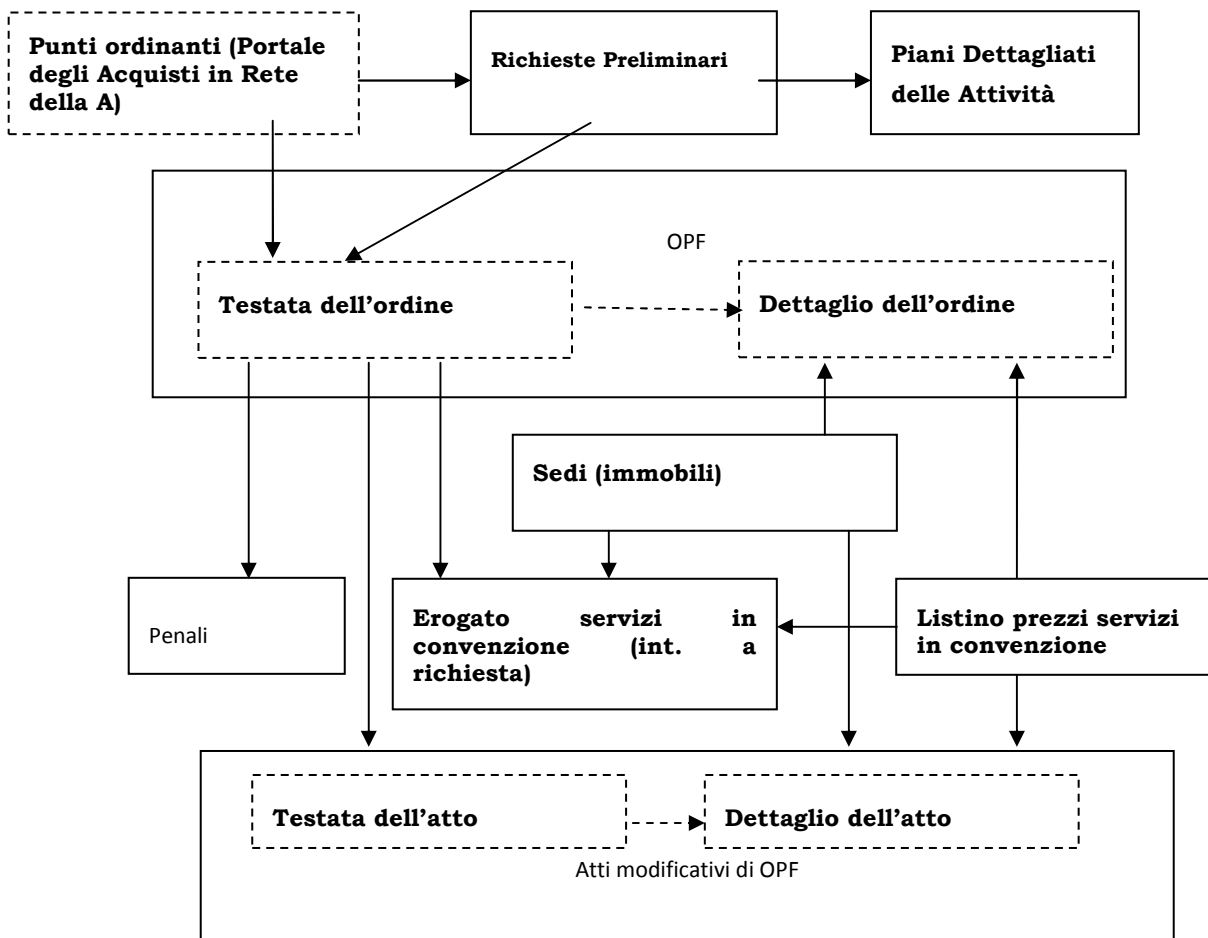 Punti ordinanti (Portale
degli Acquisti in Rete
della A)
Richieste Preliminari
Piani Dettagliati
delle Attività
OPF
Testata dell’ordine
Dettaglio dell’ordine
Sedi (immobili)
Penali
Erogato servizi in
convenzione (int. a
richiesta)
Listino prezzi servizi
in convenzione
Testata dell’atto
Dettaglio dell’atto
Atti modificativi di OPF